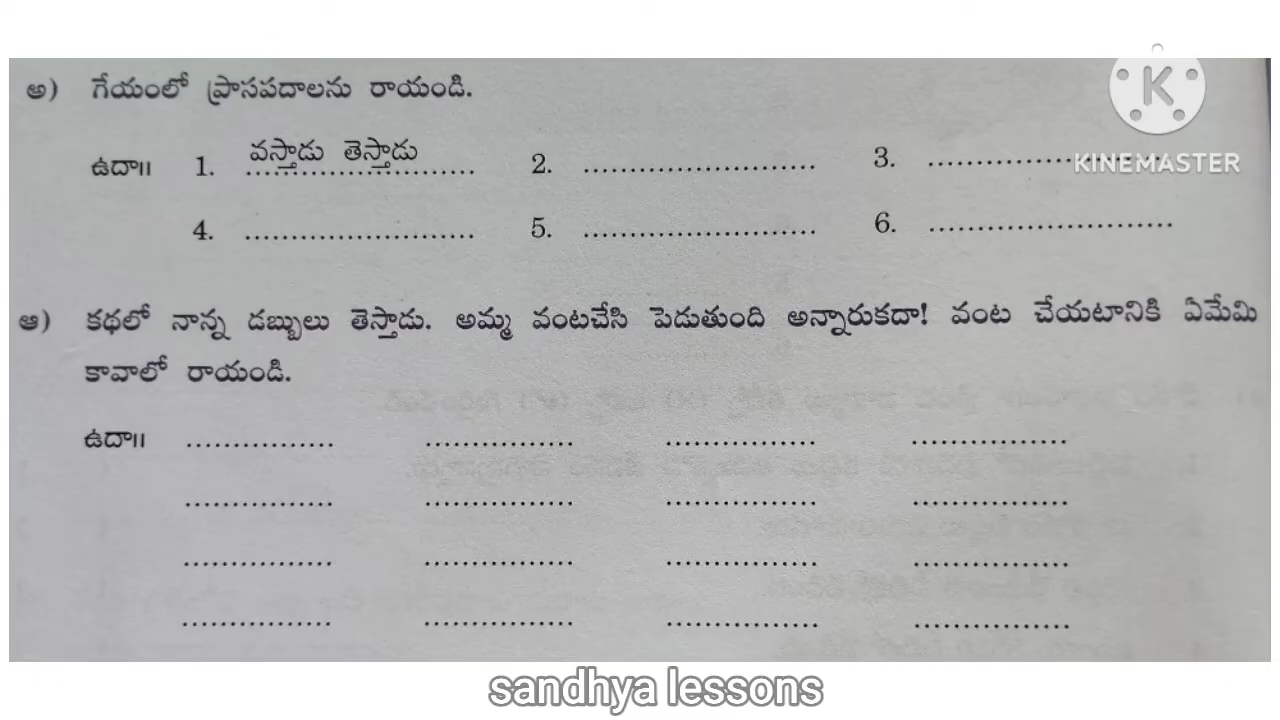 అ) గేయంలో ప్రాసపదాలను రాయండి.
ఉదా॥ 1. వస్తాడు తెస్తాడు 2. ........................ 3. ........................
KINEMASTER
4. ........................ 5. ........................ 6. ........................
ఆ) కథలో నాన్న డబ్బులు తెస్తాడు. అమ్మ వంటచేసి పెడుతుంది అన్నారుకదా! వంట చేయటానికి ఏమేమి
కావాలో రాయండి.
ఉదా॥ ................ ................ ................ ................
................ ................ ................ ................
................ ................ ................ ................
................ ................ ................ ................
sandhya lessons